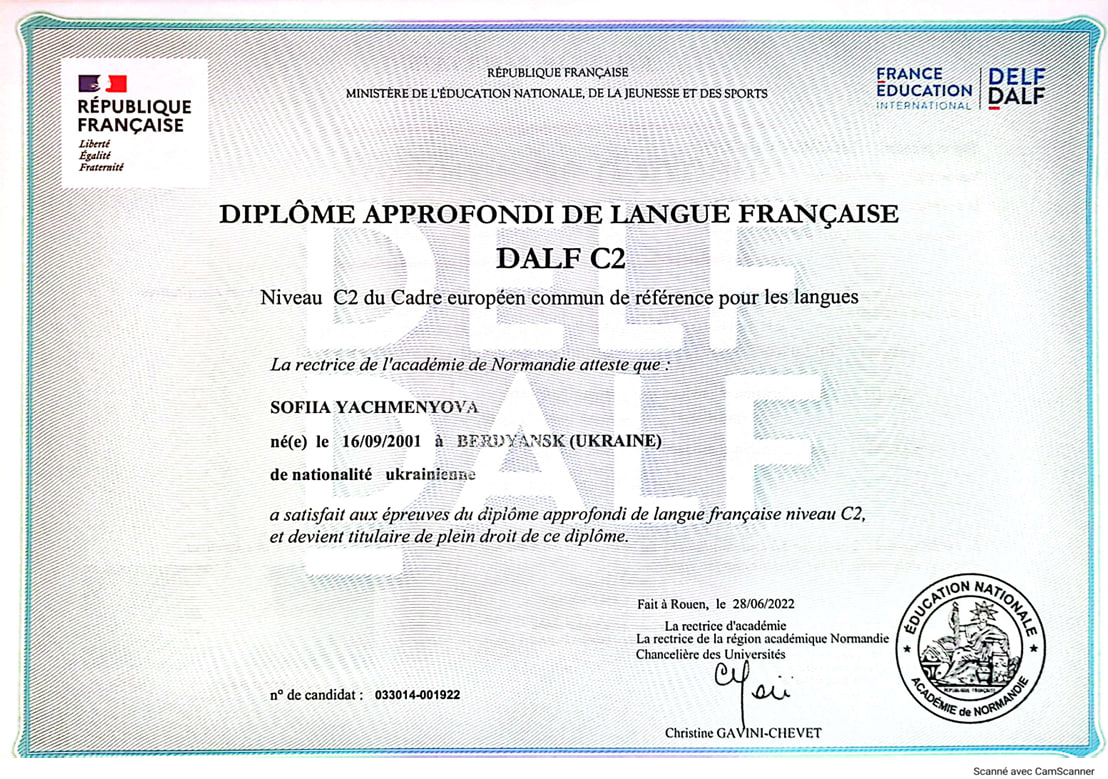 RÉPUBLIQUE FRANÇAISE
MINISTÈRE DE L'ÉDUCATION NATIONALE, DE LA JEUNESSE ET DES SPORTS
RÉPUBLIQUE
FRANÇAISE
Liberté
Égalité
Fraternité
FRANCE
ÉDUCATION
INTERNATIONAL
DELF
DALF
DIPLÔME APPROFONDI DE LANGUE FRANÇAISE
DALF C2
Niveau C2 du Cadre européen commun de référence pour les langues
DELF
DALF
La rectrice de l'académie de Normandie atteste que :
SOFIIA YACHMENYOVA
né(e) le 16/09/2001 à BERDYANSK (UKRAINE)
de nationalité ukrainienne
a satisfait aux épreuves du diplôme approfondi de langue française niveau C2,
et devient titulaire de plein droit de ce diplôme.
Fait à Rouen, le 28/06/2022
La rectrice d'académie
La rectrice de la région académique Normandie
Chancelière des Universités
n° de candidat : 033014-001922
Christine GAVINI-CHEVET
ÉDUCATION NATIONALE
RÉPUBLIQUE FRANÇAISE
ACADÉMIE de NORMANDIE
Scanné avec CamScanner